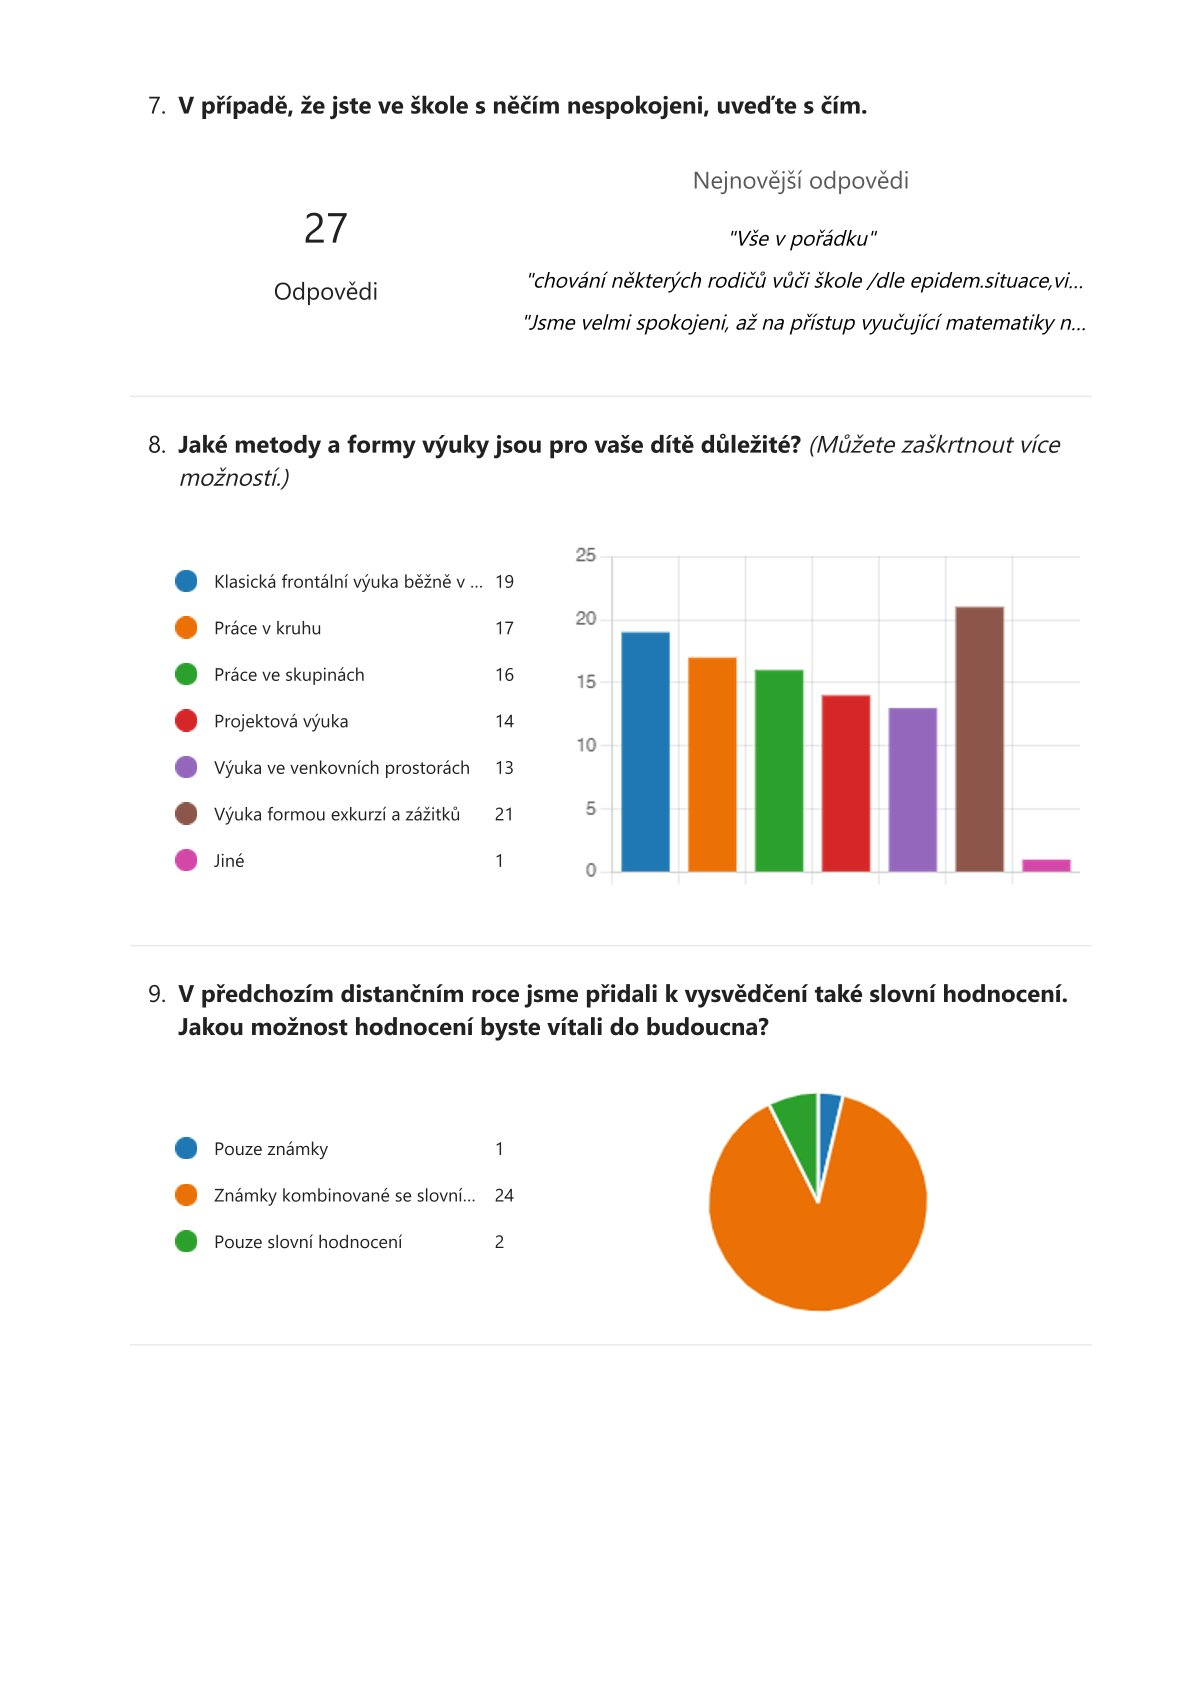 7. V případě, že jste ve škole s něčím nespokojeni, uveďte s čím.
27
Odpovědi
Nejnovější odpovědi
"Vše v pořádku"
"chování některých rodičů vůči škole /dle epidem.situace,vi...
"Jsme velmi spokojeni, až na přístup vyučující matematiky n...
8. Jaké metody a formy výuky jsou pro vaše dítě důležité? (Můžete zaškrtnout více
možností.)
Klasická frontální výuka běžně v ... 19
Práce v kruhu 17
Práce ve skupinách 16
Projektová výuka 14
Výuka ve venkovních prostorách 13
Výuka formou exkurzí a zážitků 21
Jiné 1
25
20
15
10
5
0
9. V předchozím distančním roce jsme přidali k vysvědčení také slovní hodnocení.
Jakou možnost hodnocení byste vítali do budoucna?
Pouze známky 1
Známky kombinované se slovní... 24
Pouze slovní hodnocení 2